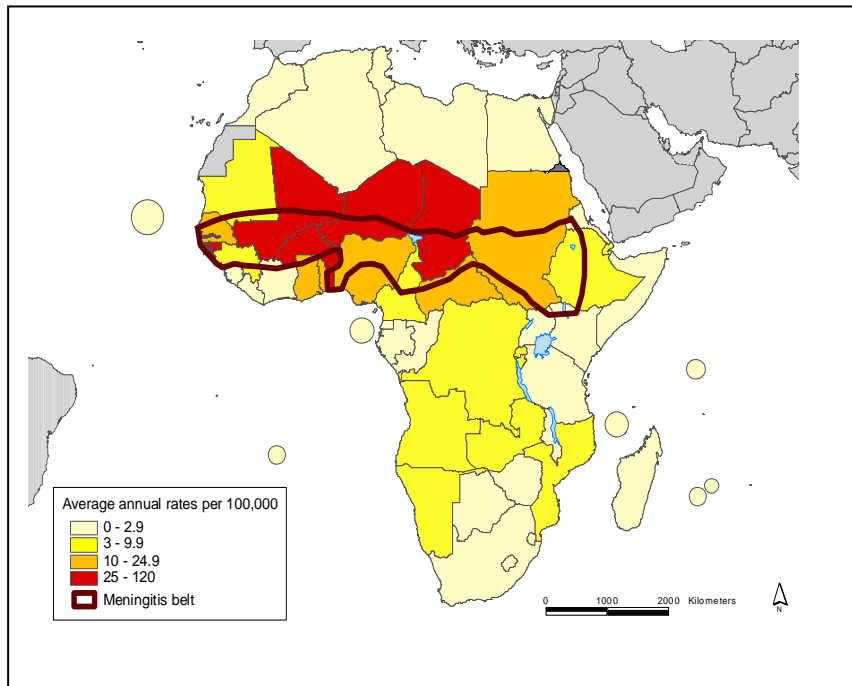 Average annual rates per 100,000
0 - 2.9
3 - 9.9
10 - 24.9
25 - 120
Meningitis belt
0 1000 2000 Kilometers
N